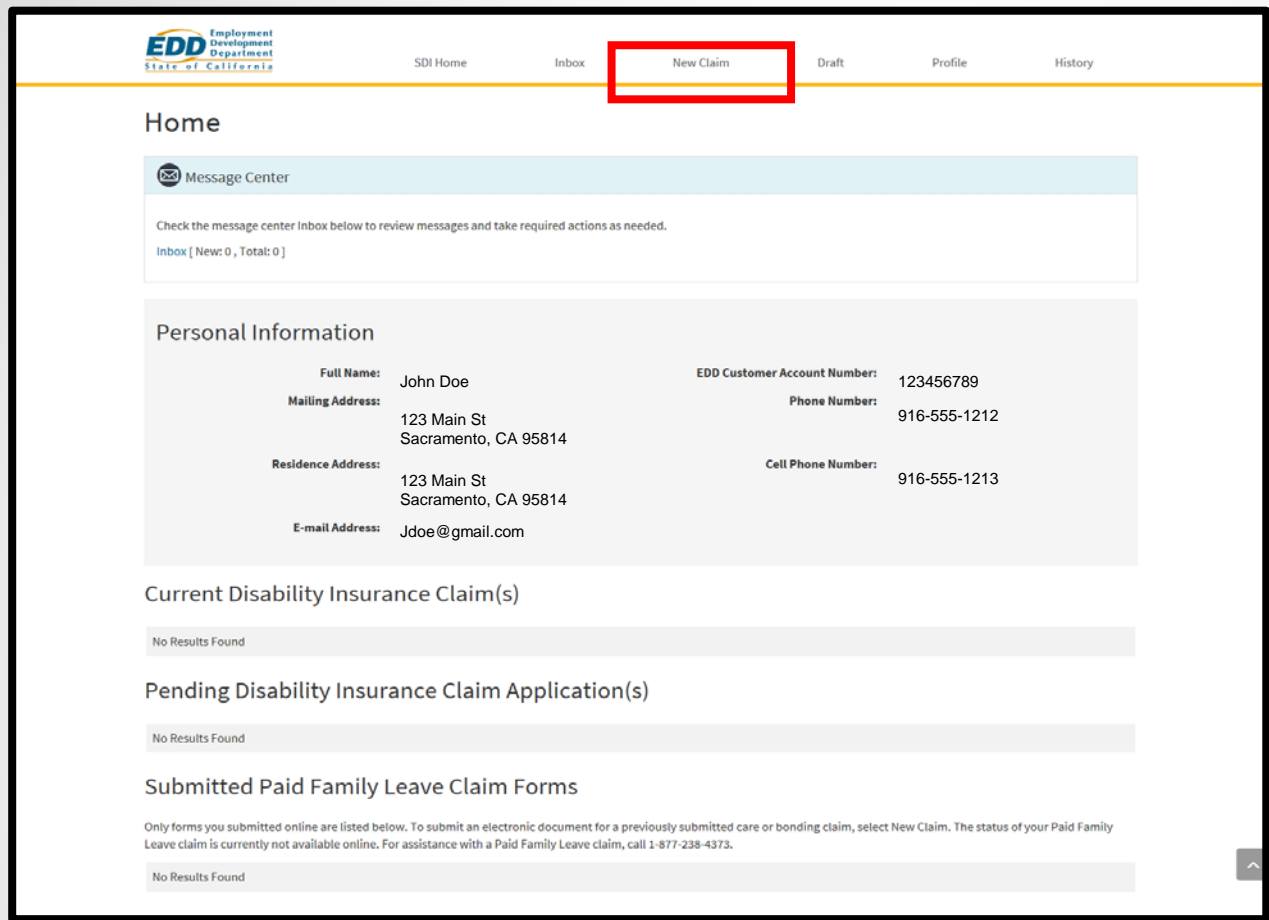 EDD Employment
Development
Department
State of California
SDI Home Inbox New Claim Draft Profile History
Home
Message Center
Check the message center Inbox below to review messages and take required actions as needed.
Inbox [ New: 0 , Total: 0 ]
Personal Information
Full Name: John Doe EDD Customer Account Number: 123456789
Mailing Address: Phone Number:
123 Main St 916-555-1212
Sacramento, CA 95814
Residence Address: Cell Phone Number:
123 Main St 916-555-1213
Sacramento, CA 95814
E-mail Address: Jdoe@gmail.com
Current Disability Insurance Claim(s)
No Results Found
Pending Disability Insurance Claim Application(s)
No Results Found
Submitted Paid Family Leave Claim Forms
Only forms you submitted online are listed below. To submit an electronic document for a previously submitted care or bonding claim, select New Claim. The status of your Paid Family
Leave claim is currently not available online. For assistance with a Paid Family Leave claim, call 1-877-238-4373.
No Results Found